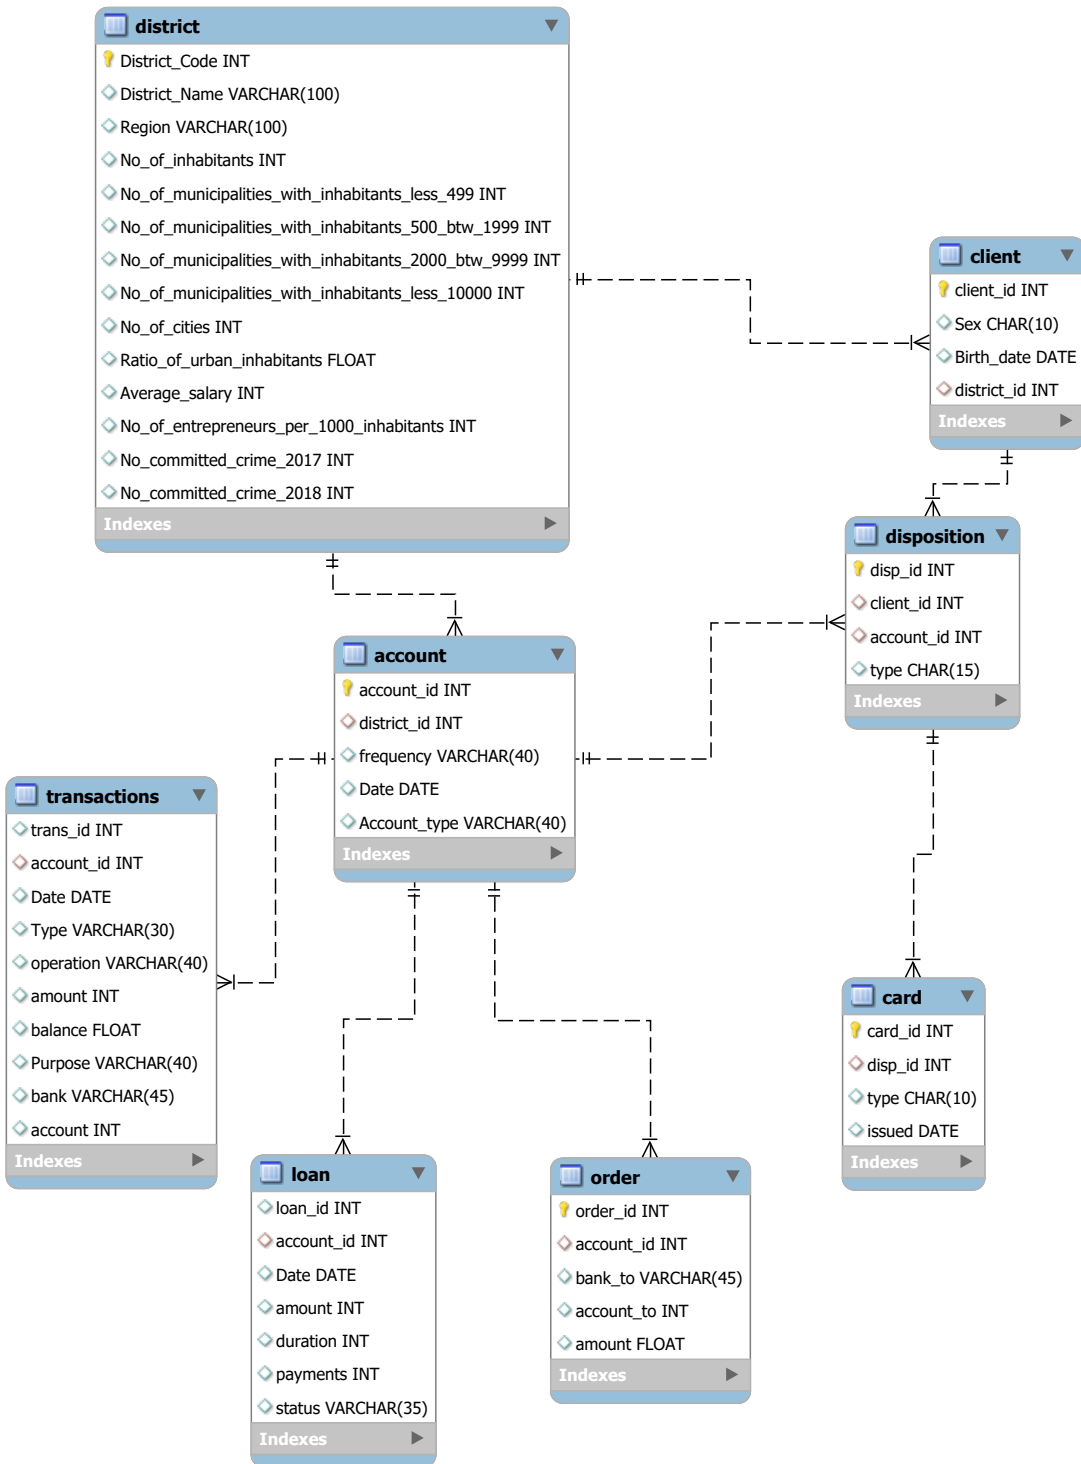 district
District_Code INT
District_Name VARCHAR(100)
Region VARCHAR(100)
No_of_inhabitants INT
No_of_municipalities_with_inhabitants_less_499 INT
No_of_municipalities_with_inhabitants_500_btw_1999 INT
No_of_municipalities_with_inhabitants_2000_btw_9999 INT
No_of_municipalities_with_inhabitants_less_10000 INT
No_of_cities INT
Ratio_of_urban_inhabitants FLOAT
Average_salary INT
No_of_entrepreneurs_per_1000_inhabitants INT
No_committed_crime_2017 INT
No_committed_crime_2018 INT
Indexes
client
client_id INT
Sex CHAR(10)
Birth_date DATE
district_id INT
Indexes
disposition
disp_id INT
client_id INT
account_id INT
type CHAR(15)
Indexes
account
account_id INT
district_id INT
frequency VARCHAR(40)
Date DATE
Account_type VARCHAR(40)
Indexes
transactions
trans_id INT
account_id INT
Date DATE
Type VARCHAR(30)
operation VARCHAR(40)
amount INT
balance FLOAT
Purpose VARCHAR(40)
bank VARCHAR(45)
account INT
Indexes
card
card_id INT
disp_id INT
type CHAR(10)
issued DATE
Indexes
loan
loan_id INT
account_id INT
Date DATE
amount INT
duration INT
payments INT
status VARCHAR(35)
Indexes
order
order_id INT
account_id INT
bank_to VARCHAR(45)
account_to INT
amount FLOAT
Indexes